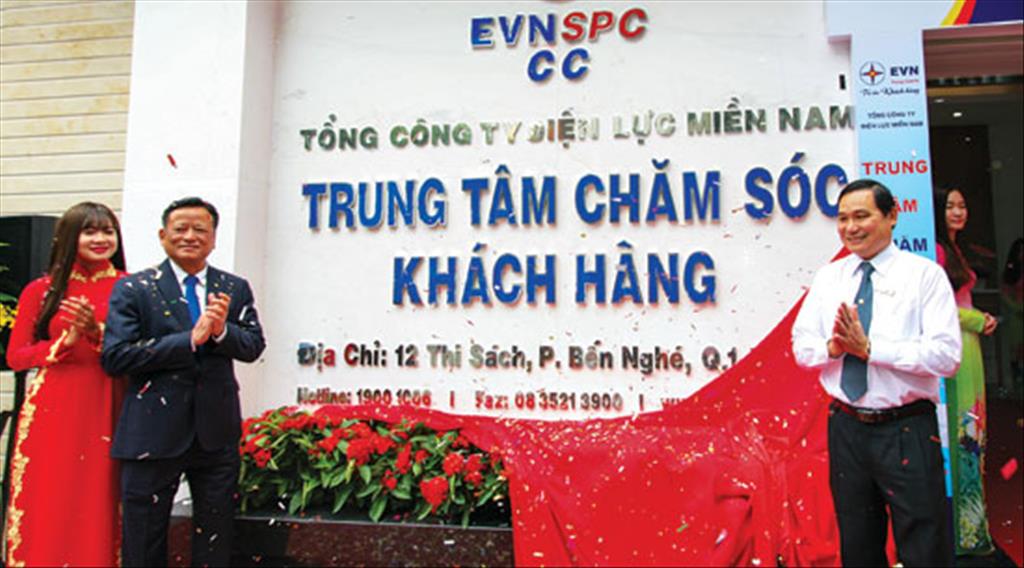 EVNSPC
CC
TỔNG CÔNG TY ĐIỆN LỰC MIỀN NAM
TRUNG TÂM CHĂM SÓC
KHÁCH HÀNG
Địa Chỉ: 12 Thi Sách, P. Bến Nghé, Q.1
Hotline: 1900 1006 | Fax: 08 3521 3900 |
EVN
TỔNG CÔNG TY
ĐIỆN LỰC MIỀN NAM
TRUNG